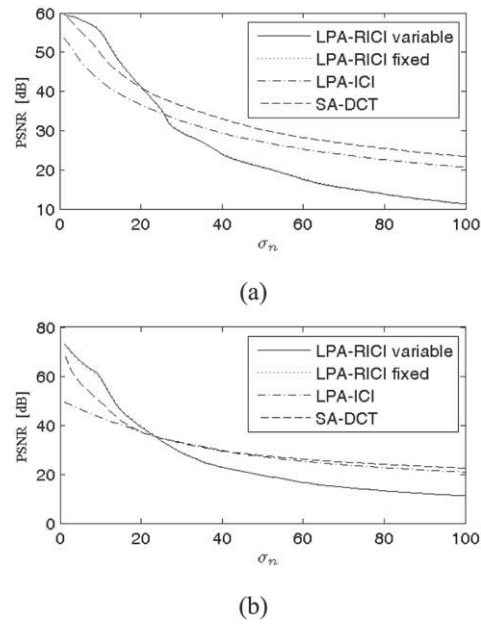 60
50
40
30
20
10
PSNR [dB]
LPA-RICI variable
LPA-RICI fixed
LPA-ICI
SA-DCT
0 20 40 60 80 100
σn
(a)
80
60
40
20
0
PSNR [dB]
LPA-RICI variable
LPA-RICI fixed
LPA-ICI
SA-DCT
0 20 40 60 80 100
σn
(b)